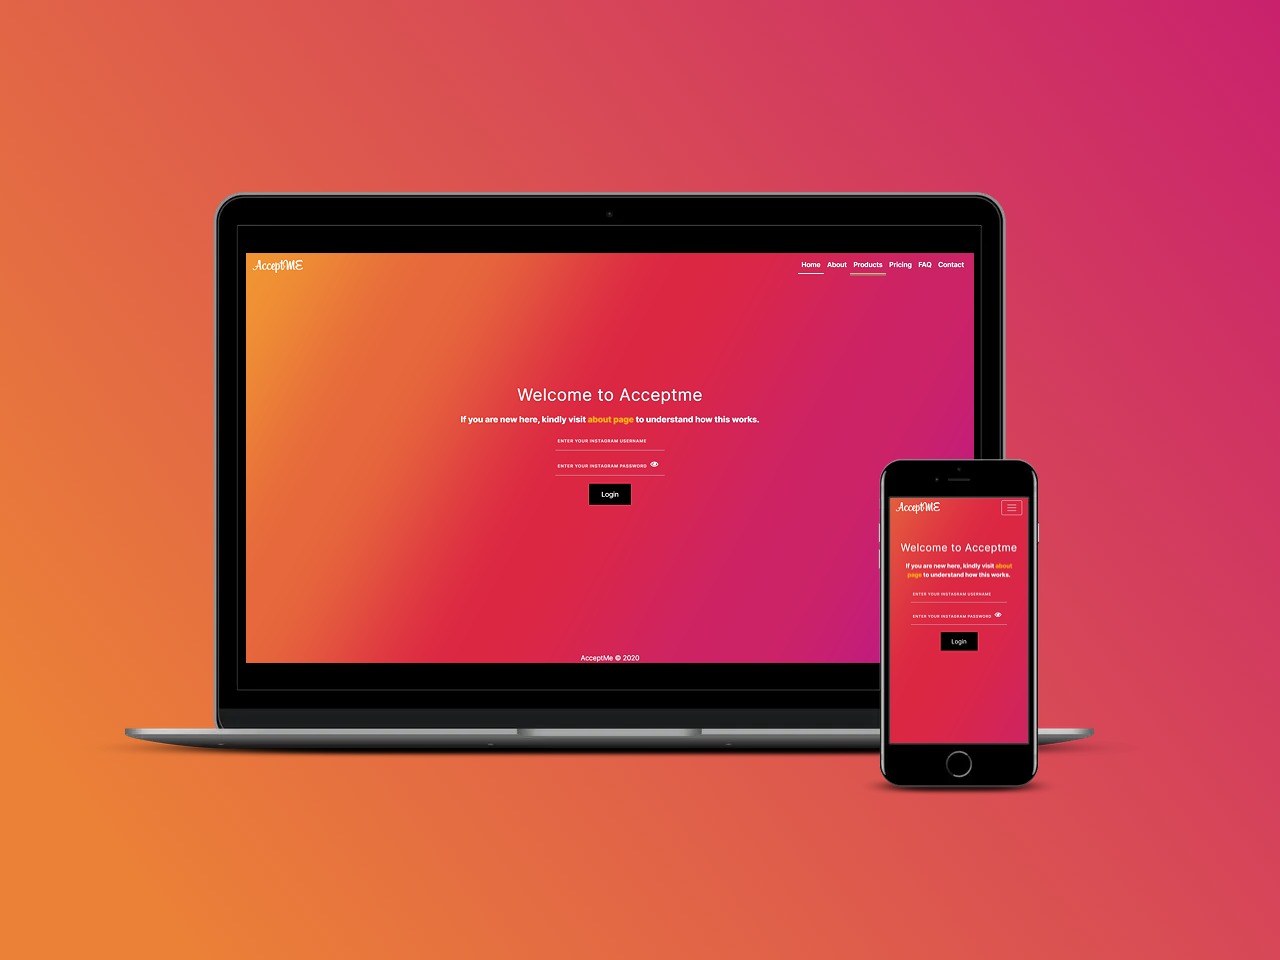 AcceptME
Home About Products Pricing FAQ Contact
Welcome to Acceptme
If you are new here, kindly visit about page to understand how this works.
ENTER YOUR INSTAGRAM USERNAME
ENTER YOUR INSTAGRAM PASSWORD
Login
AcceptMe © 2020
AcceptME
Welcome to Acceptme
If you are new here, kindly visit about
page to understand how this works.
ENTER YOUR INSTAGRAM USERNAME
ENTER YOUR INSTAGRAM PASSWORD
Login